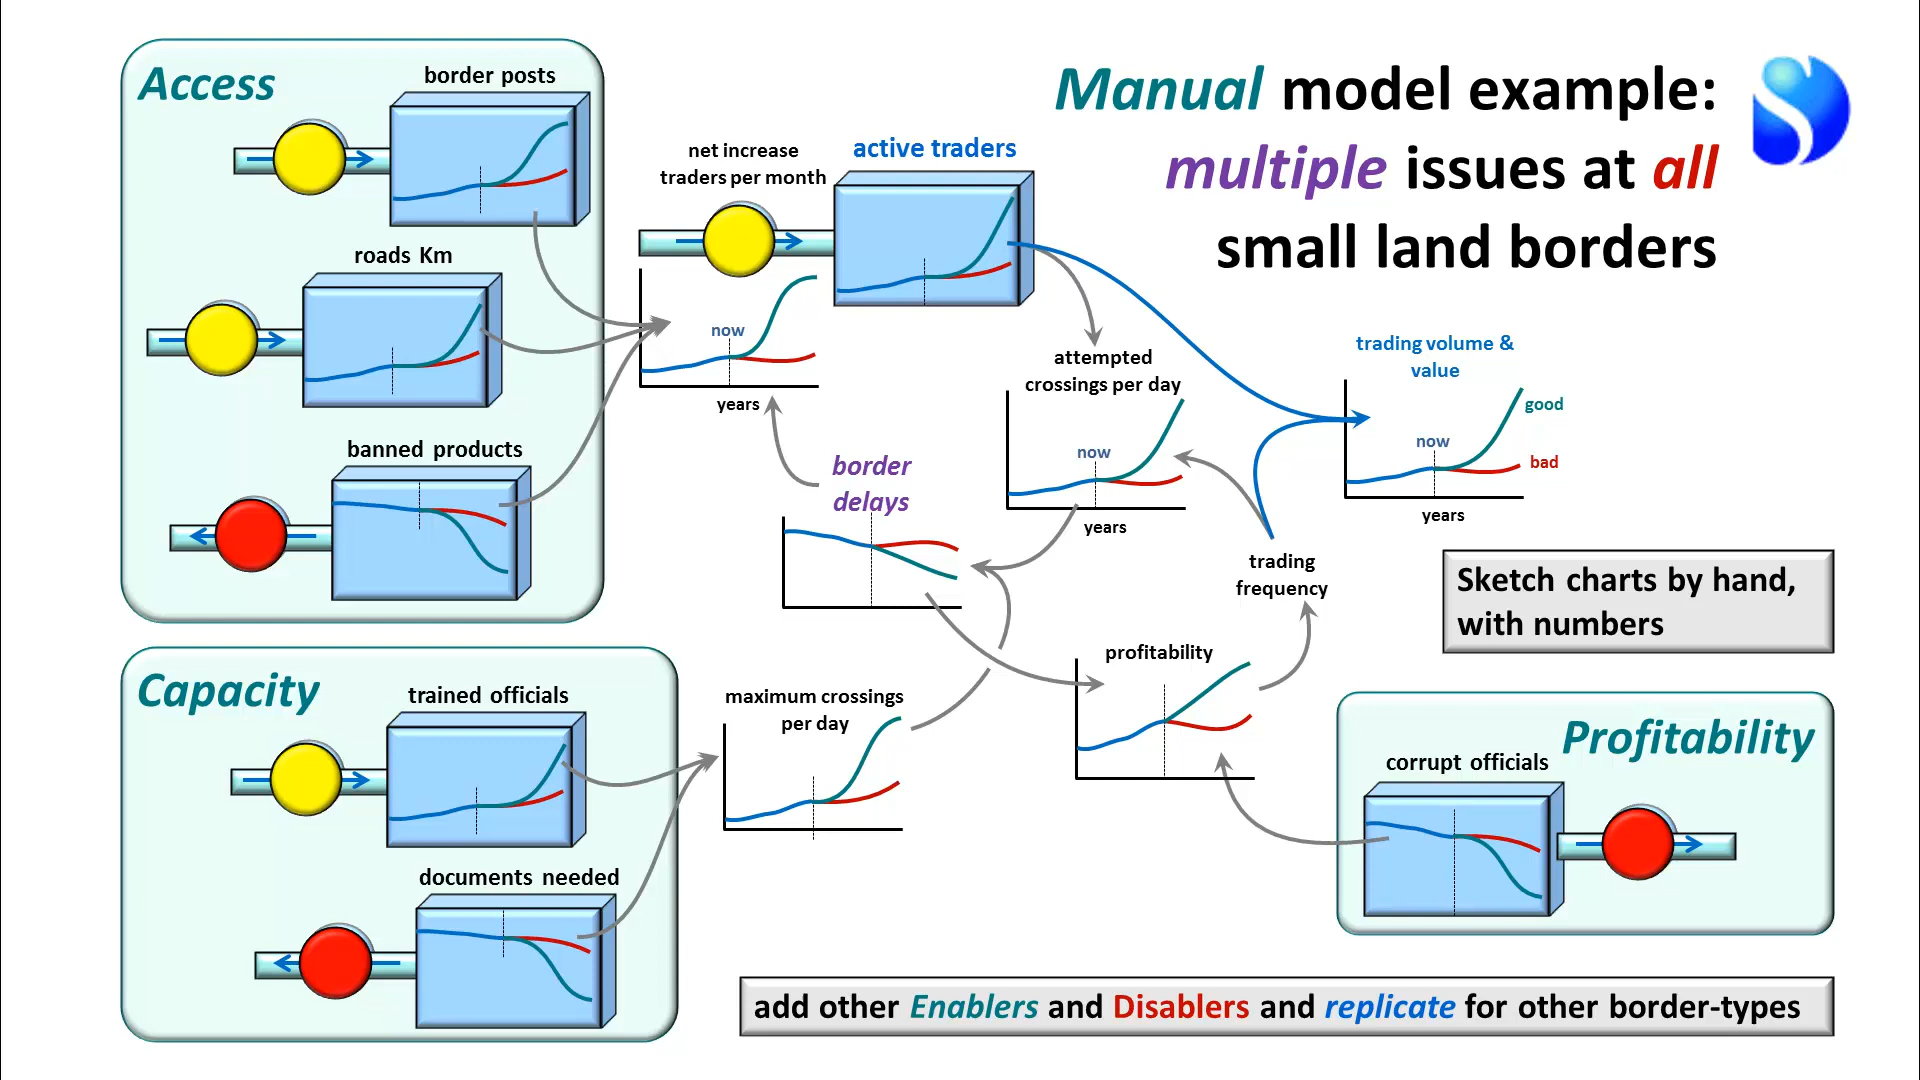 Manual model example:
multiple issues at all
small land borders
Access
border posts
roads Km
banned products
net increase
traders per month
active traders
now
years
attempted
crossings per day
now
years
border
delays
trading volume &
value
good
now
bad
years
trading
frequency
Sketch charts by hand,
with numbers
Capacity
trained officials
documents needed
maximum crossings
per day
profitability
Profitability
corrupt officials
add other Enablers and Disablers and replicate for other border-types